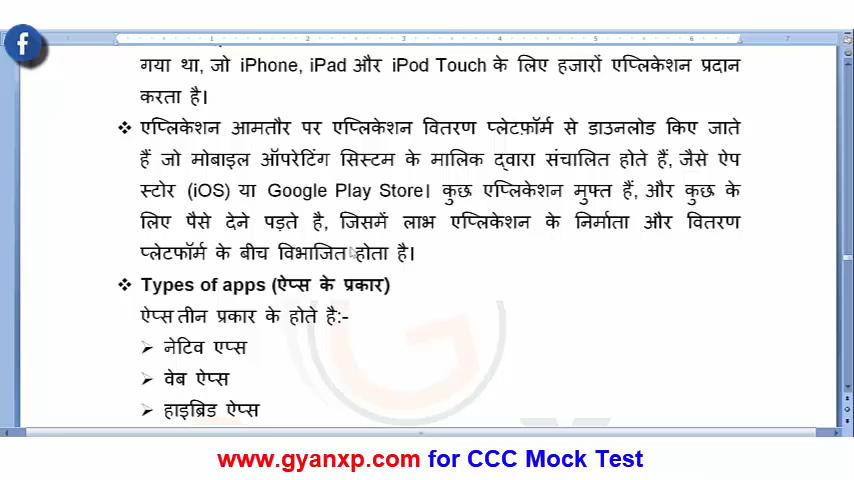 गया था, जो iPhone, iPad और iPod Touch के लिए हजारों एप्लिकेशन प्रदान
करता है।
❖ एप्लिकेशन आमतौर पर एप्लिकेशन वितरण प्लेटफ़ॉर्म से डाउनलोड किए जाते
हैं जो मोबाइल ऑपरेटिंग सिस्टम के मालिक द्वारा संचालित होते हैं, जैसे ऐप
स्टोर (iOS) या Google Play Store। कुछ एप्लिकेशन मुफ्त हैं, और कुछ के
लिए पैसे देने पड़ते है, जिसमें लाभ एप्लिकेशन के निर्माता और वितरण
प्लेटफॉर्म के बीच विभाजित होता है।
❖ Types of apps (ऐप्स के प्रकार)
ऐप्स तीन प्रकार के होते है:-
➢ नेटिव एप्स
➢ वेब ऐप्स
➢ हाइब्रिड ऐप्स
www.gyanxp.com for CCC Mock Test